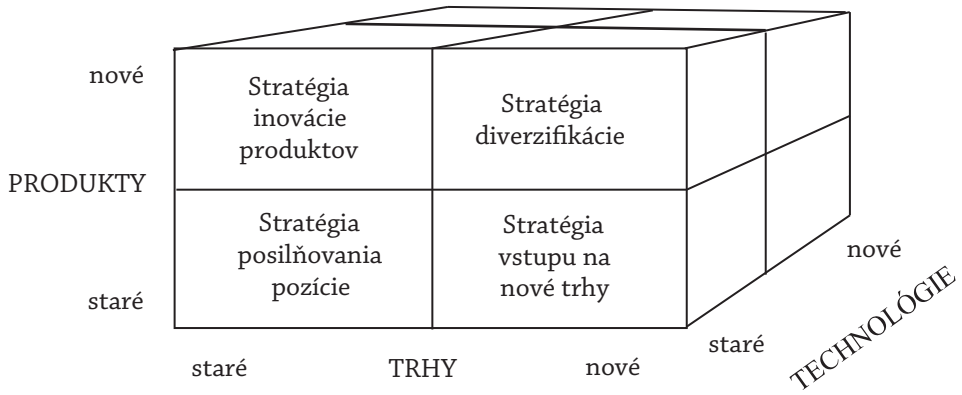 nové
Stratégia
inovácie
produktov
Stratégia
diverzifikácie
PRODUKTY
Stratégia
posilňovania
pozície
Stratégia
vstupu na
nové trhy
staré
staré
TRHY
nové
staré
nové
TECHNOLÓGIE